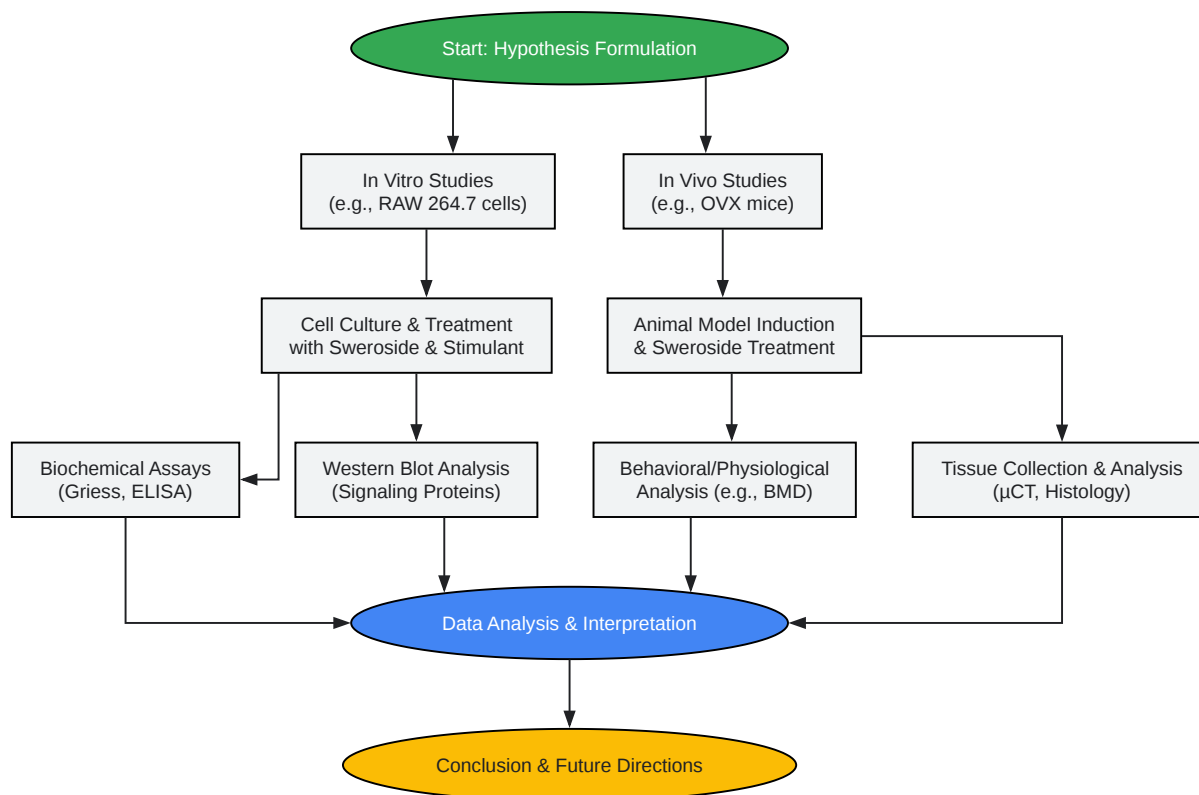 Start: Hypothesis Formulation
In Vitro Studies
(e.g., RAW 264.7 cells)
In Vivo Studies
(e.g., OVX mice)
Cell Culture & Treatment
with Sweroside & Stimulant
Animal Model Induction
& Sweroside Treatment
Biochemical Assays
(Griess, ELISA)
Western Blot Analysis
(Signaling Proteins)
Behavioral/Physiological
Analysis (e.g., BMD)
Tissue Collection & Analysis
(µCT, Histology)
Data Analysis & Interpretation
Conclusion & Future Directions